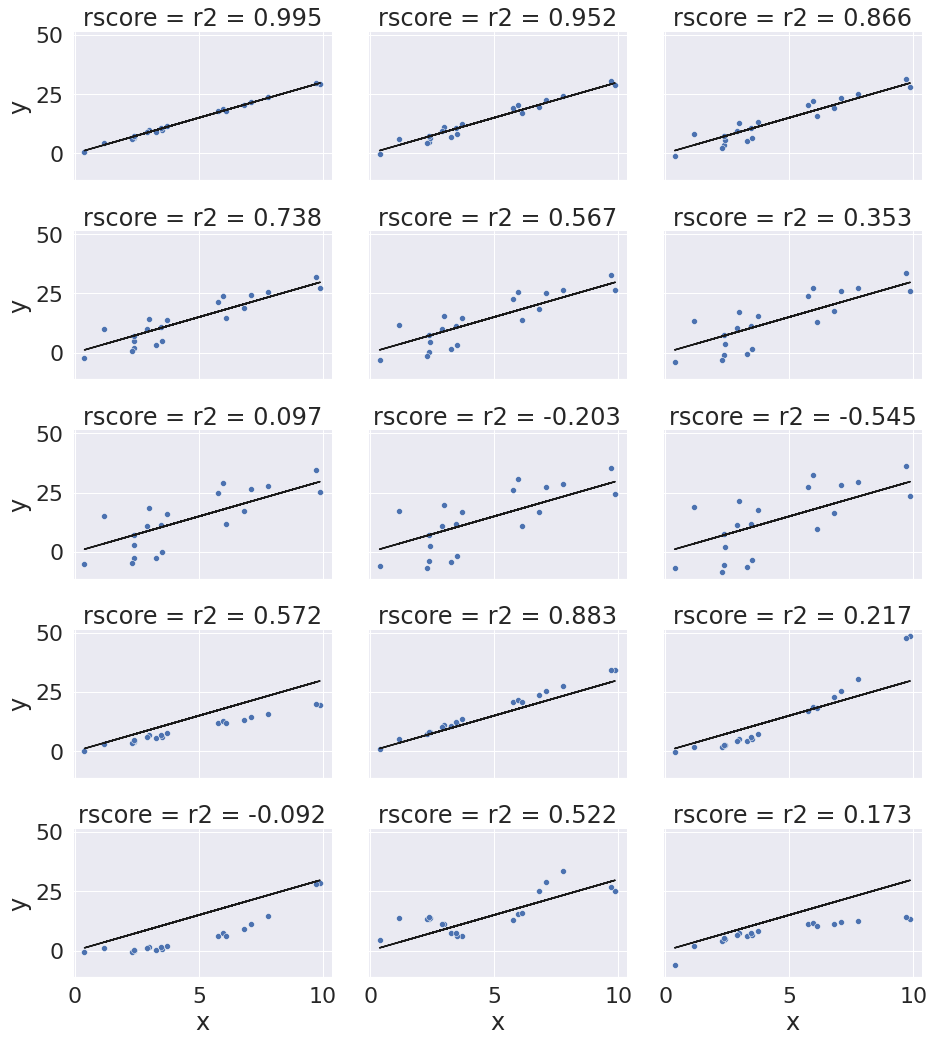 rscore = r2 = 0.995 rscore = r2 = 0.952 rscore = r2 = 0.866
50
25
0
y
rscore = r2 = 0.738 rscore = r2 = 0.567 rscore = r2 = 0.353
50
25
0
y
rscore = r2 = 0.097 rscore = r2 = -0.203 rscore = r2 = -0.545
50
25
0
y
rscore = r2 = 0.572 rscore = r2 = 0.883 rscore = r2 = 0.217
50
25
0
y
rscore = r2 = -0.092 rscore = r2 = 0.522 rscore = r2 = 0.173
50
25
0
y
0 5 10 0 5 10 0 5 10
x x x